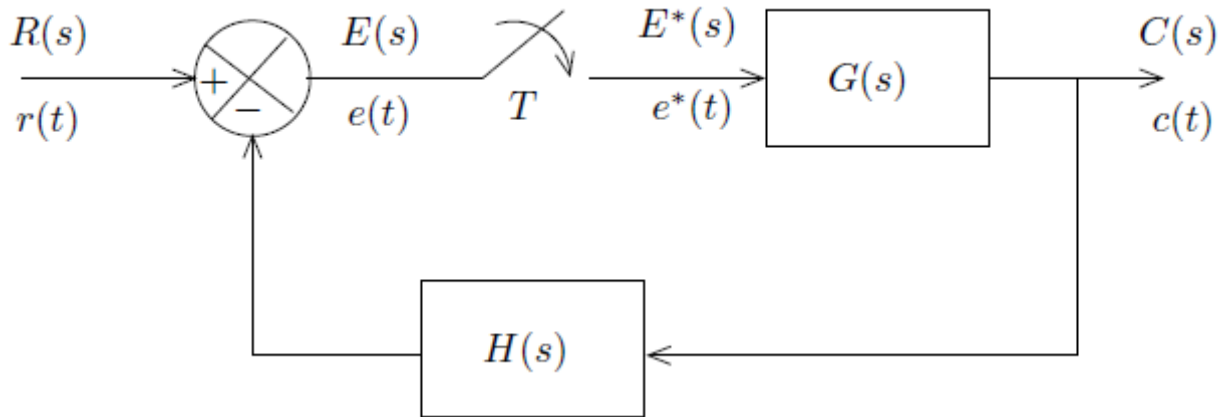 R(s)
r(t)
+
−
E(s)
e(t)
T
E*(s)
e*(t)
G(s)
C(s)
c(t)
H(s)